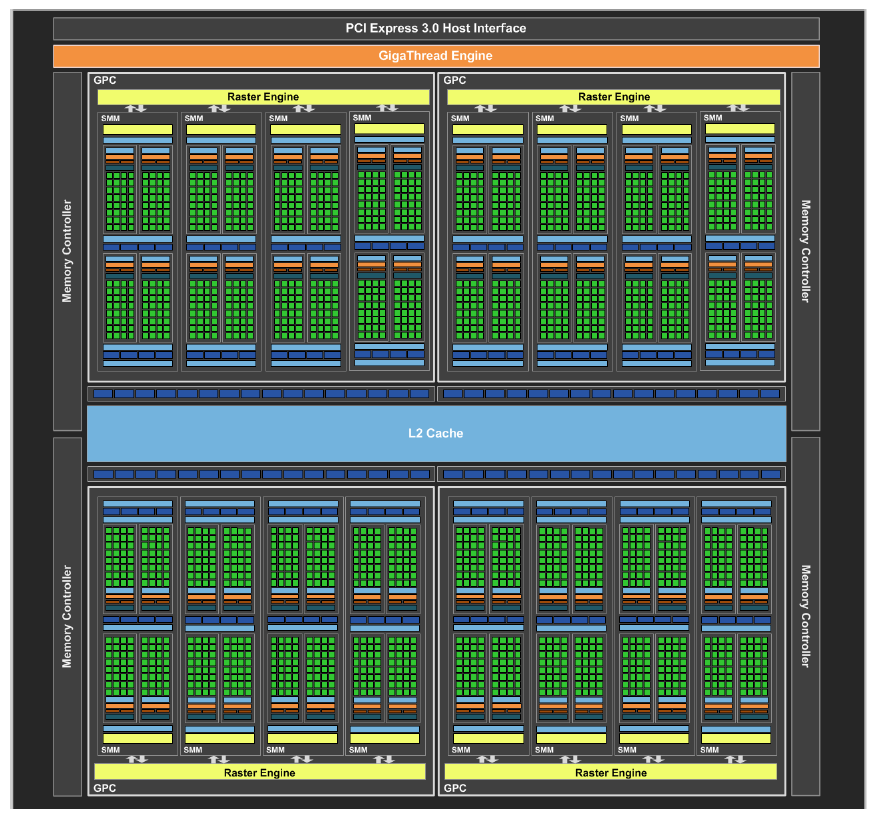 PCI Express 3.0 Host Interface
GigaThread Engine
GPC
Raster Engine
SMM
SMM
SMM
SMM
GPC
Raster Engine
SMM
SMM
SMM
SMM
Memory Controller
Memory Controller
L2 Cache
Memory Controller
Memory Controller
SMM
SMM
SMM
SMM
Raster Engine
GPC
SMM
SMM
SMM
SMM
Raster Engine
GPC